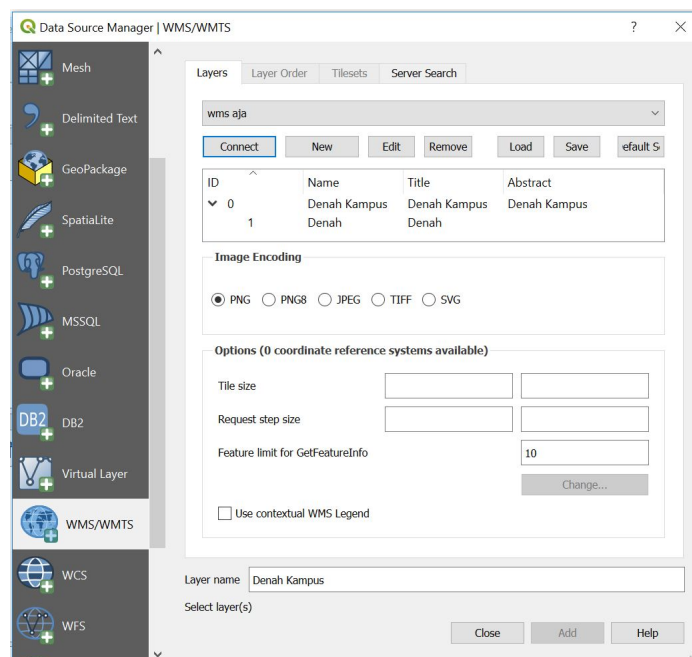 Data Source Manager | WMS/WMTS
?
Mesh
Delimited Text
GeoPackage
SpatiaLite
PostgreSQL
MSSQL
Oracle
DB2 DB2
Virtual Layer
WMS/WMTS
WCS
WFS
Layers Layer Order Tilesets Server Search
wms aja
Connect New Edit Remove Load Save efault S
ID Name Title Abstract
0 Denah Kampus Denah Kampus Denah Kampus
1 Denah Denah
Image Encoding
PNG PNG8 JPEG TIFF SVG
Options (0 coordinate reference systems available)
Tile size
Request step size
Feature limit for GetFeatureInfo 10
Change...
Use contextual WMS Legend
Layer name Denah Kampus
Select layer(s)
Close Add Help